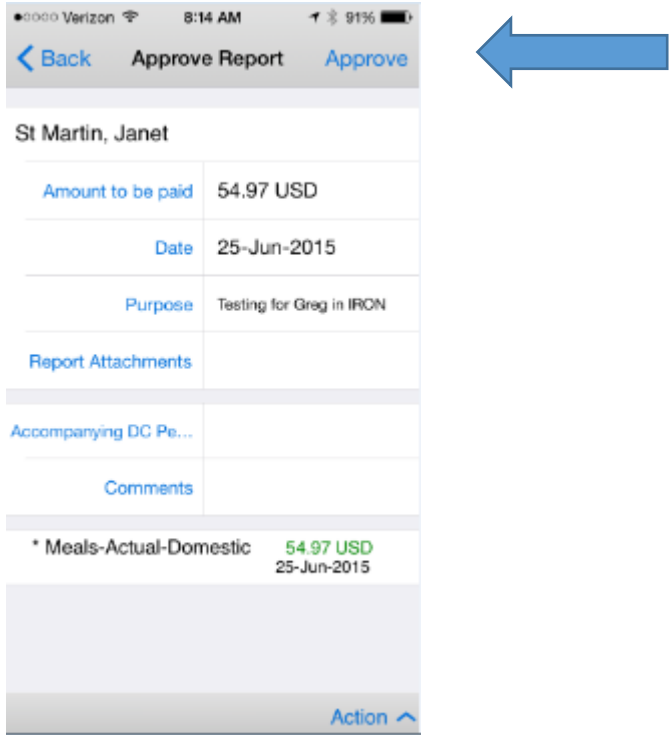 Verizon 8:14 AM 91%
Back Approve Report Approve
St Martin, Janet
Amount to be paid 54.97 USD
Date 25-Jun-2015
Purpose Testing for Greg in IRON
Report Attachments
Accompanying DC Pe...
Comments
* Meals-Actual-Domestic 54.97 USD
25-Jun-2015
Action